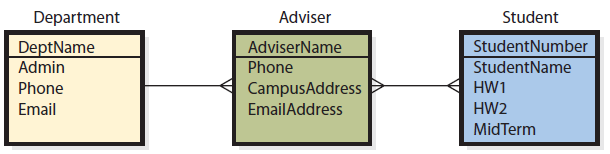 Department
DeptName
Admin
Phone
Email
Adviser
AdviserName
Phone
CampusAddress
EmailAddress
Student
StudentNumber
StudentName
HW1
HW2
MidTerm